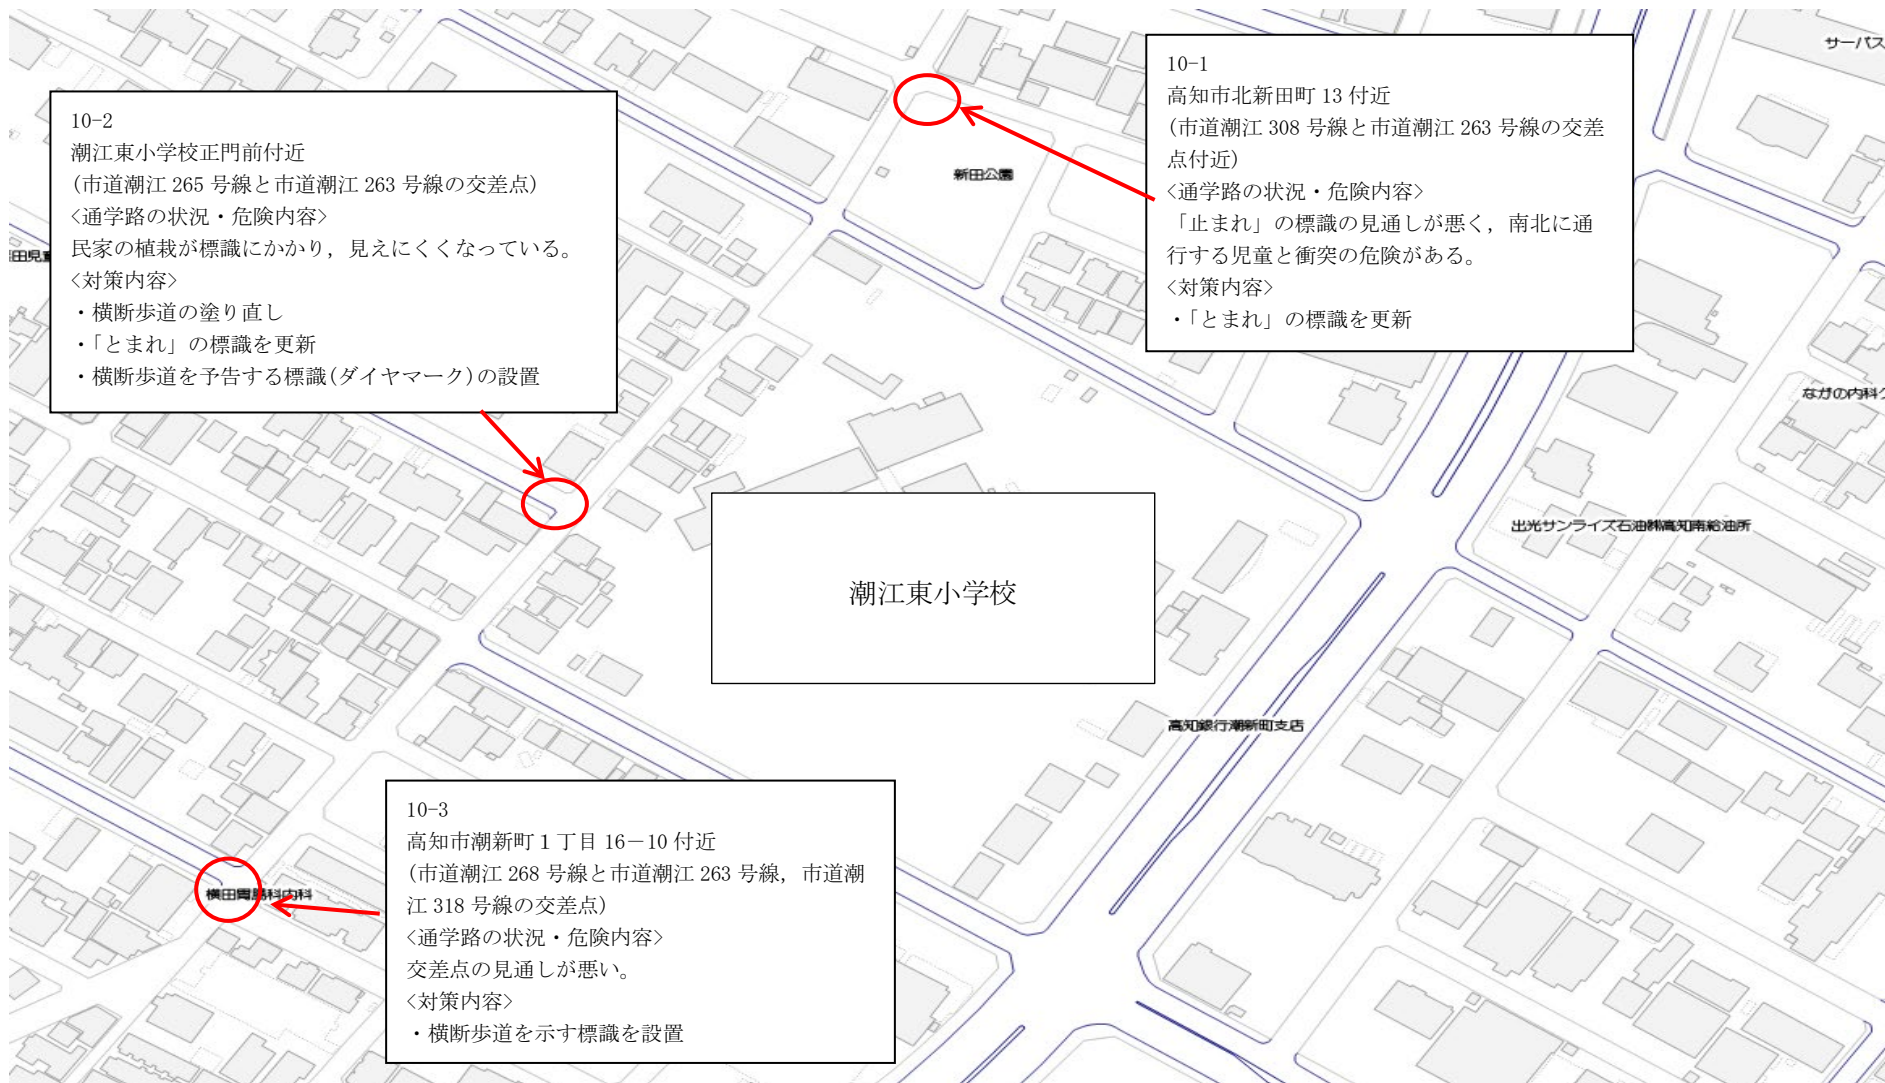 サーパス
10-1
高知市北新田町 13 付近
(市道潮江 308 号線と市道潮江 263 号線の交差
点付近)
<通学路の状況・危険内容>
「止まれ」の標識の見通しが悪く，南北に通
行する児童と衝突の危険がある。
<対策内容>
・「とまれ」の標識を更新
10-2
潮江東小学校正門前付近
(市道潮江 265 号線と市道潮江 263 号線の交差点)
<通学路の状況・危険内容>
民家の植栽が標識にかかり，見えにくくなっている。
<対策内容>
・横断歩道の塗り直し
・「とまれ」の標識を更新
・横断歩道を予告する標識(ダイヤマーク)の設置
新田公園
田見
ながの内科ク
出光サンライズ石油㈱高知南給油所
潮江東小学校
高知銀行潮新町支店
10-3
高知市潮新町１丁目 16－10 付近
(市道潮江 268 号線と市道潮江 263 号線，市道潮
江 318 号線の交差点)
<通学路の状況・危険内容>
交差点の見通しが悪い。
<対策内容>
・横断歩道を示す標識を設置
横田胃腸科内科